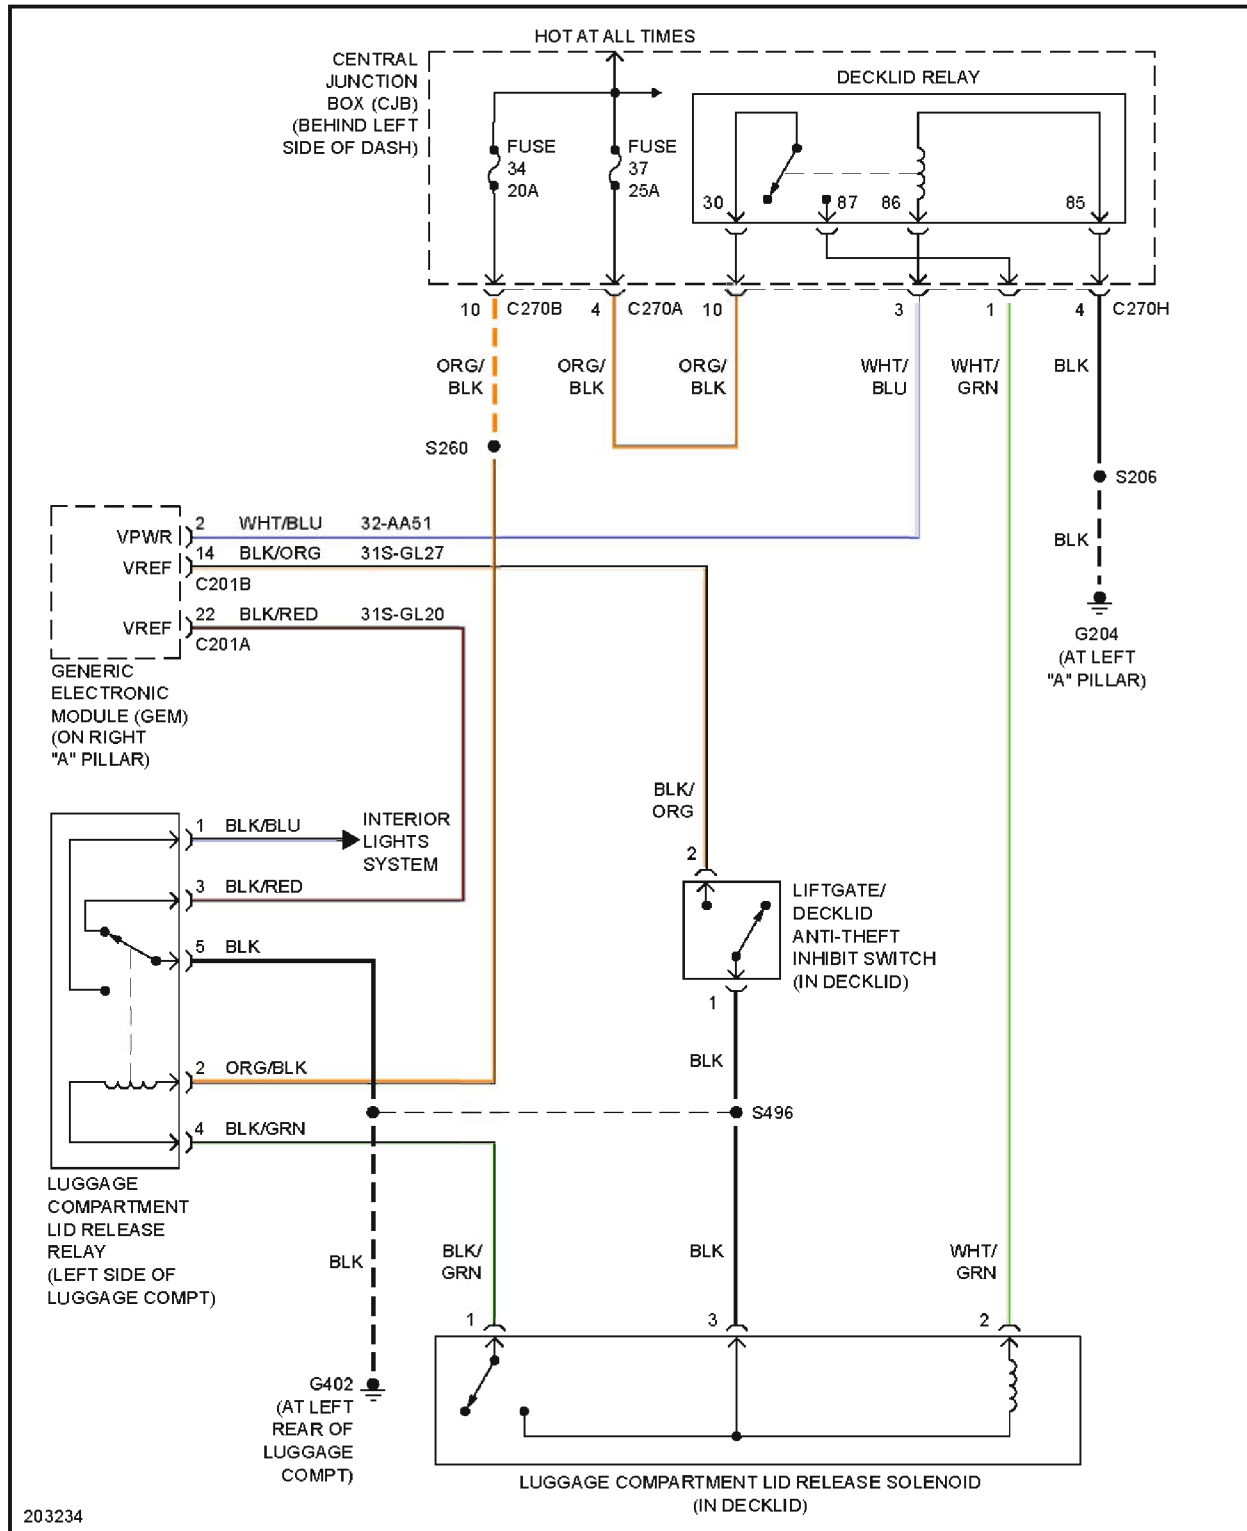 HOT AT ALL TIMES
CENTRAL
JUNCTION
BOX (CJB)
(BEHIND LEFT
SIDE OF DASH)
DECKLID RELAY
FUSE
34
20A
FUSE
37
25A
30
87
86
85
10
C270B
4
C270A
10
3
1
4
C270H
ORG/
BLK
ORG/
BLK
ORG/
BLK
WHT/
BLU
WHT/
GRN
BLK
S260
S206
BLK
G204
(AT LEFT
"A" PILLAR)
VPWR
2
WHT/BLU
32-AA51
VREF
14
BLK/ORG
31S-GL27
C201B
VREF
22
BLK/RED
31S-GL20
C201A
GENERIC
ELECTRONIC
MODULE (GEM)
(ON RIGHT
"A" PILLAR)
BLK/
ORG
1
BLK/BLU
INTERIOR
LIGHTS
SYSTEM
3
BLK/RED
5
BLK
2
ORG/BLK
4
BLK/GRN
2
LIFTGATE/
DECKLID
ANTI-THEFT
INHIBIT SWITCH
(IN DECKLID)
1
BLK
S496
LUGGAGE
COMPARTMENT
LID RELEASE
RELAY
(LEFT SIDE OF
LUGGAGE COMPT)
BLK
BLK/
GRN
BLK
WHT/
GRN
1
3
2
G402
(AT LEFT
REAR OF
LUGGAGE
COMPT)
LUGGAGE COMPARTMENT LID RELEASE SOLENOID
(IN DECKLID)
203234